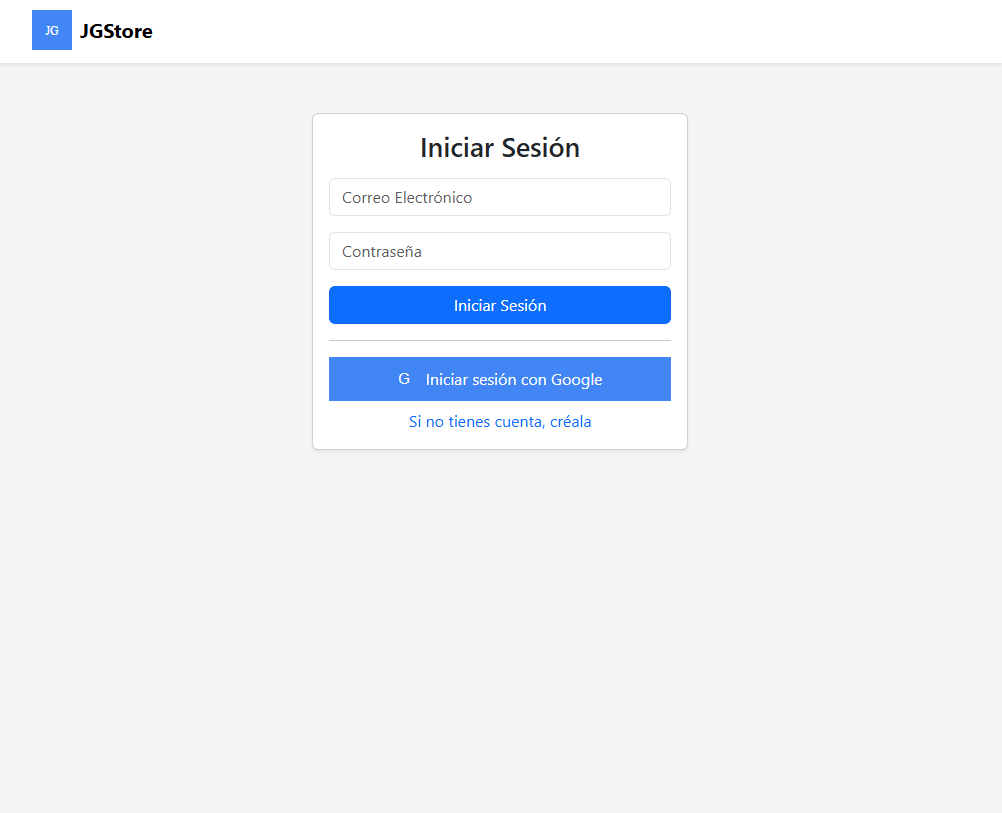 JG JGStore
Iniciar Sesión
Correo Electrónico
Contraseña
Iniciar Sesión
G Iniciar sesión con Google
Si no tienes cuenta, créala